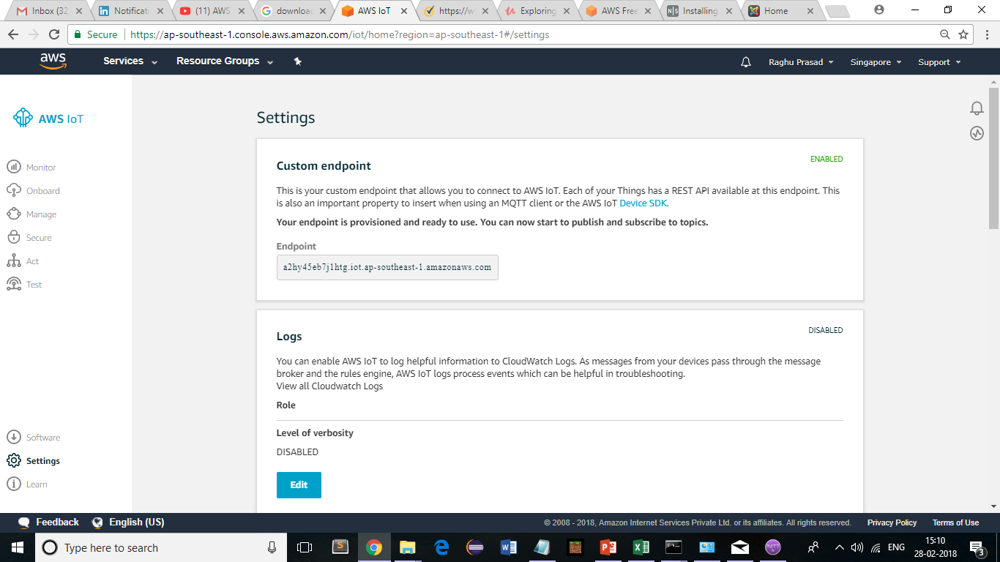 Inbox (32
Notificati
(11) AWS
downloac
AWS IoT
https://w
Exploring
AWS Free
Installing
Home
Secure
https://ap-southeast-1.console.aws.amazon.com/iot/home?region=ap-southeast-1#/settings
aws
Services
Resource Groups
Raghu Prasad
Singapore
Support
AWS IoT
Monitor
Onboard
Manage
Secure
Act
Test
Software
Settings
Learn
Settings
Custom endpoint
ENABLED
This is your custom endpoint that allows you to connect to AWS IoT. Each of your Things has a REST API available at this endpoint. This
is also an important property to insert when using an MQTT client or the AWS IoT Device SDK.
Your endpoint is provisioned and ready to use. You can now start to publish and subscribe to topics.
Endpoint
a2hy45eb7j1htg.iot.ap-southeast-1.amazonaws.com
Logs
DISABLED
You can enable AWS IoT to log helpful information to CloudWatch Logs. As messages from your devices pass through the message
broker and the rules engine, AWS IoT logs process events which can be helpful in troubleshooting.
View all Cloudwatch Logs
Role
Level of verbosity
DISABLED
Edit
Feedback
English (US)
© 2008 - 2018, Amazon Internet Services Private Ltd. or its affiliates. All rights reserved.
Privacy Policy
Terms of Use
Type here to search
ENG
15:10
28-02-2018
3